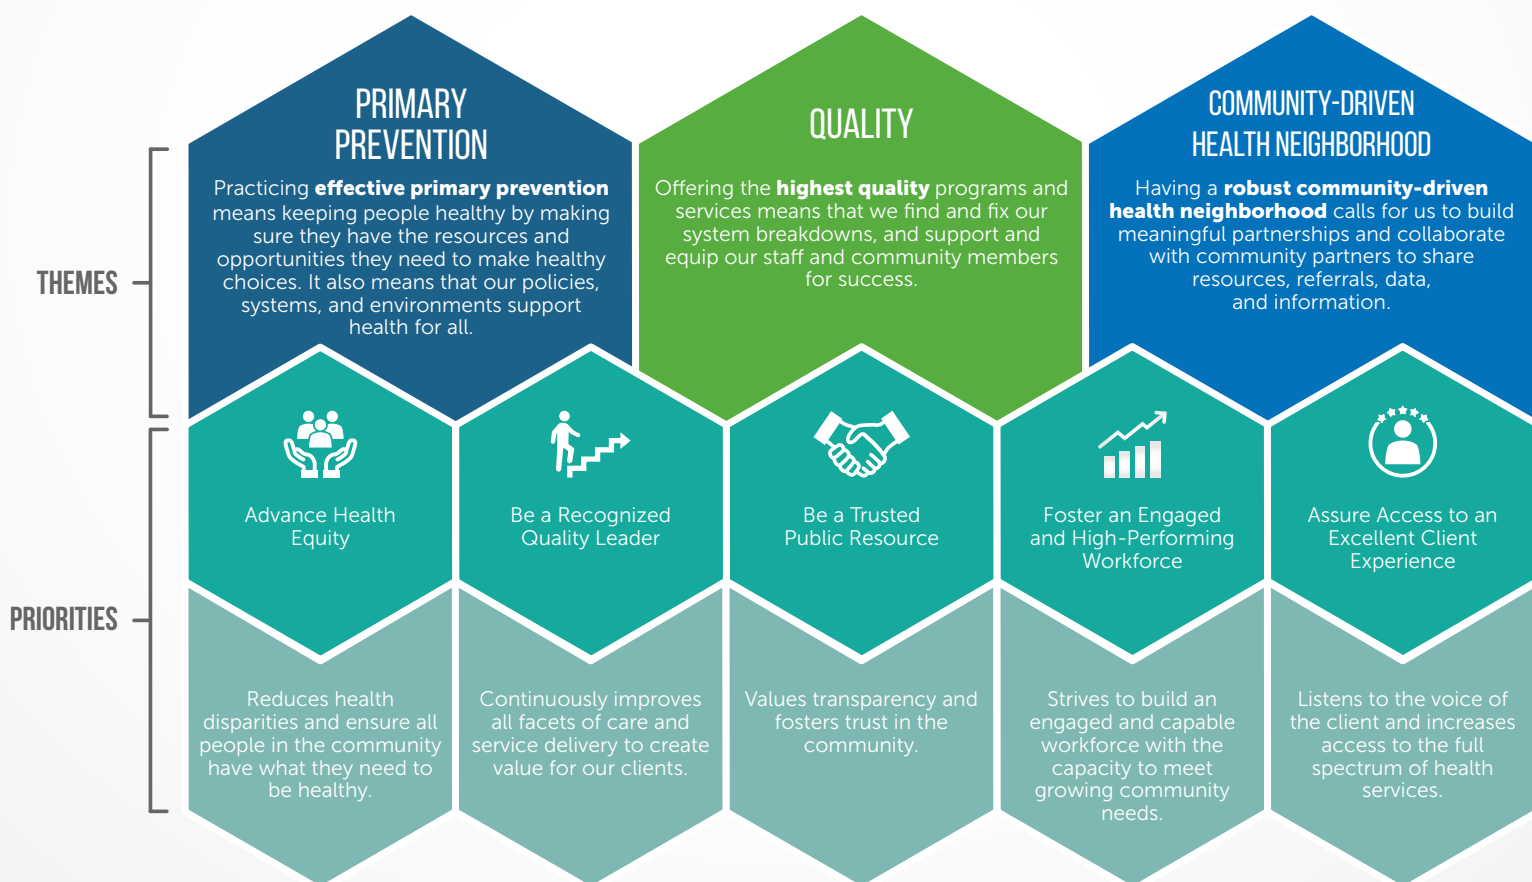 PRIMARY
PREVENTION
Practicing effective primary prevention
means keeping people healthy by making
sure they have the resources and
opportunities they need to make healthy
choices. It also means that our policies,
systems, and environments support
health for all.
QUALITY
Offering the highest quality programs and
services means that we find and fix our
system breakdowns, and support and
equip our staff and community members
for success.
COMMUNITY-DRIVEN
HEALTH NEIGHBORHOOD
Having a robust community-driven
health neighborhood calls for us to build
meaningful partnerships and collaborate
with community partners to share
resources, referrals, data,
and information.
THEMES
PRIORITIES
Advance Health
Equity
Be a Recognized
Quality Leader
Be a Trusted
Public Resource
Foster an Engaged
and High-Performing
Workforce
Assure Access to an
Excellent Client
Experience
Reduces health
disparities and ensure all
people in the community
have what they need to
be healthy.
Continuously improves
all facets of care and
service delivery to create
value for our clients.
Values transparency and
fosters trust in the
community.
Strives to build an
engaged and capable
workforce with the
capacity to meet
growing community
needs.
Listens to the voice of
the client and increases
access to the full
spectrum of health
services.